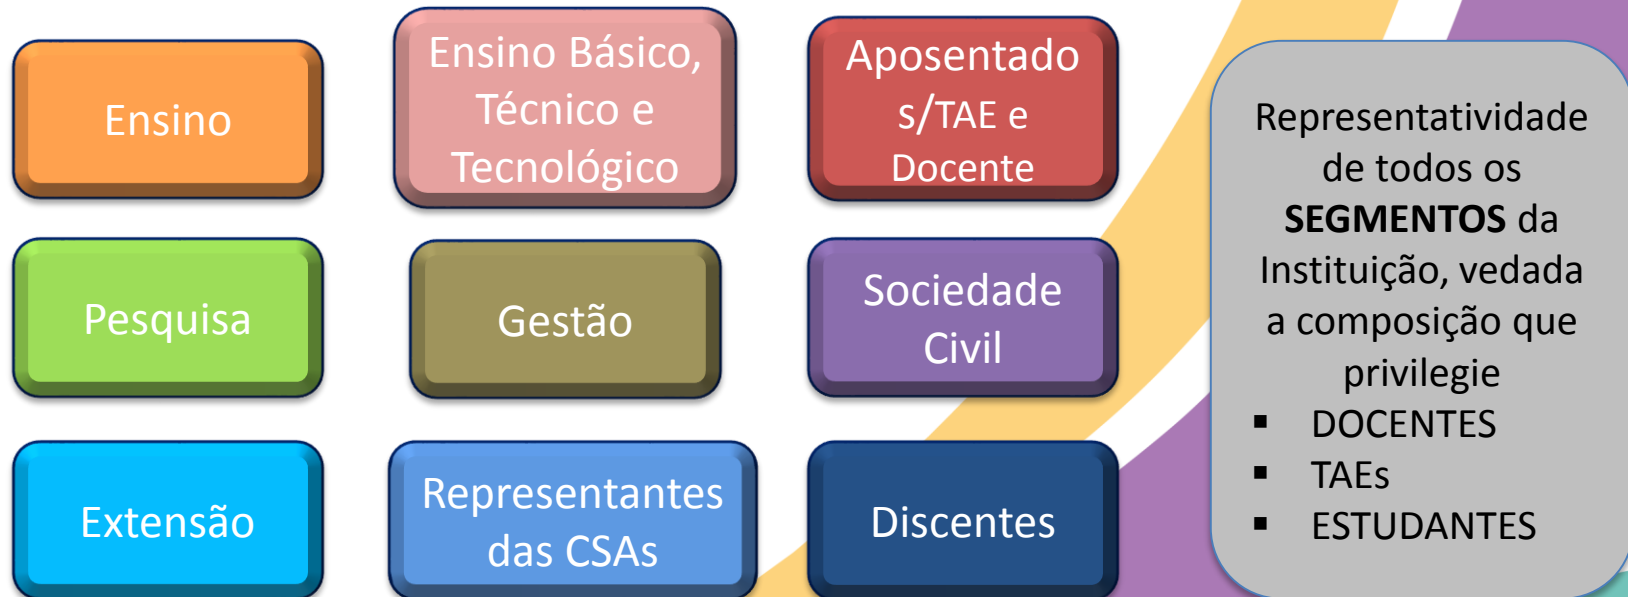 Ensino
Ensino Básico,
Técnico e
Tecnológico
Aposentado
s/TAE e
Docente
Pesquisa
Gestão
Sociedade
Civil
Extensão
Representantes
das CSAs
Discentes
Representatividade
de todos os
SEGMENTOS da
Instituição, vedada
a composição que
privilegie
▪ DOCENTES
▪ TAEs
▪ ESTUDANTES